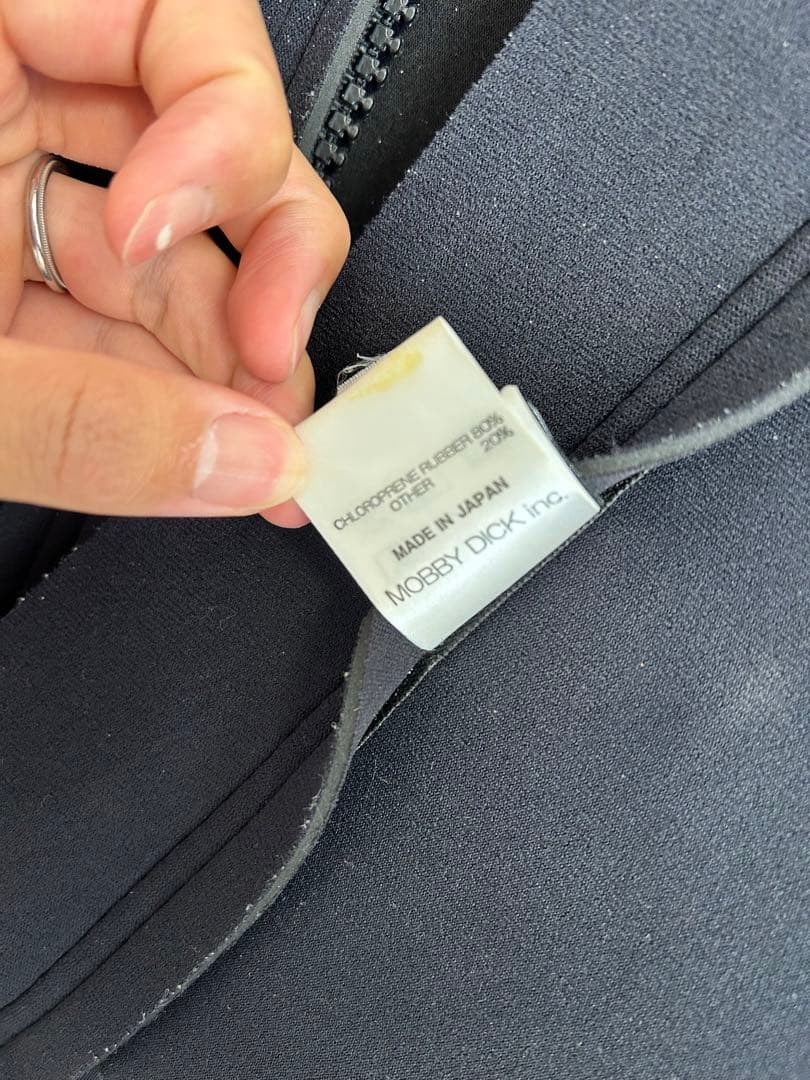 CHLOROPRENE RUBBER 80%
OTHER 20%
MADE IN JAPAN
MOBBY DICK inc.